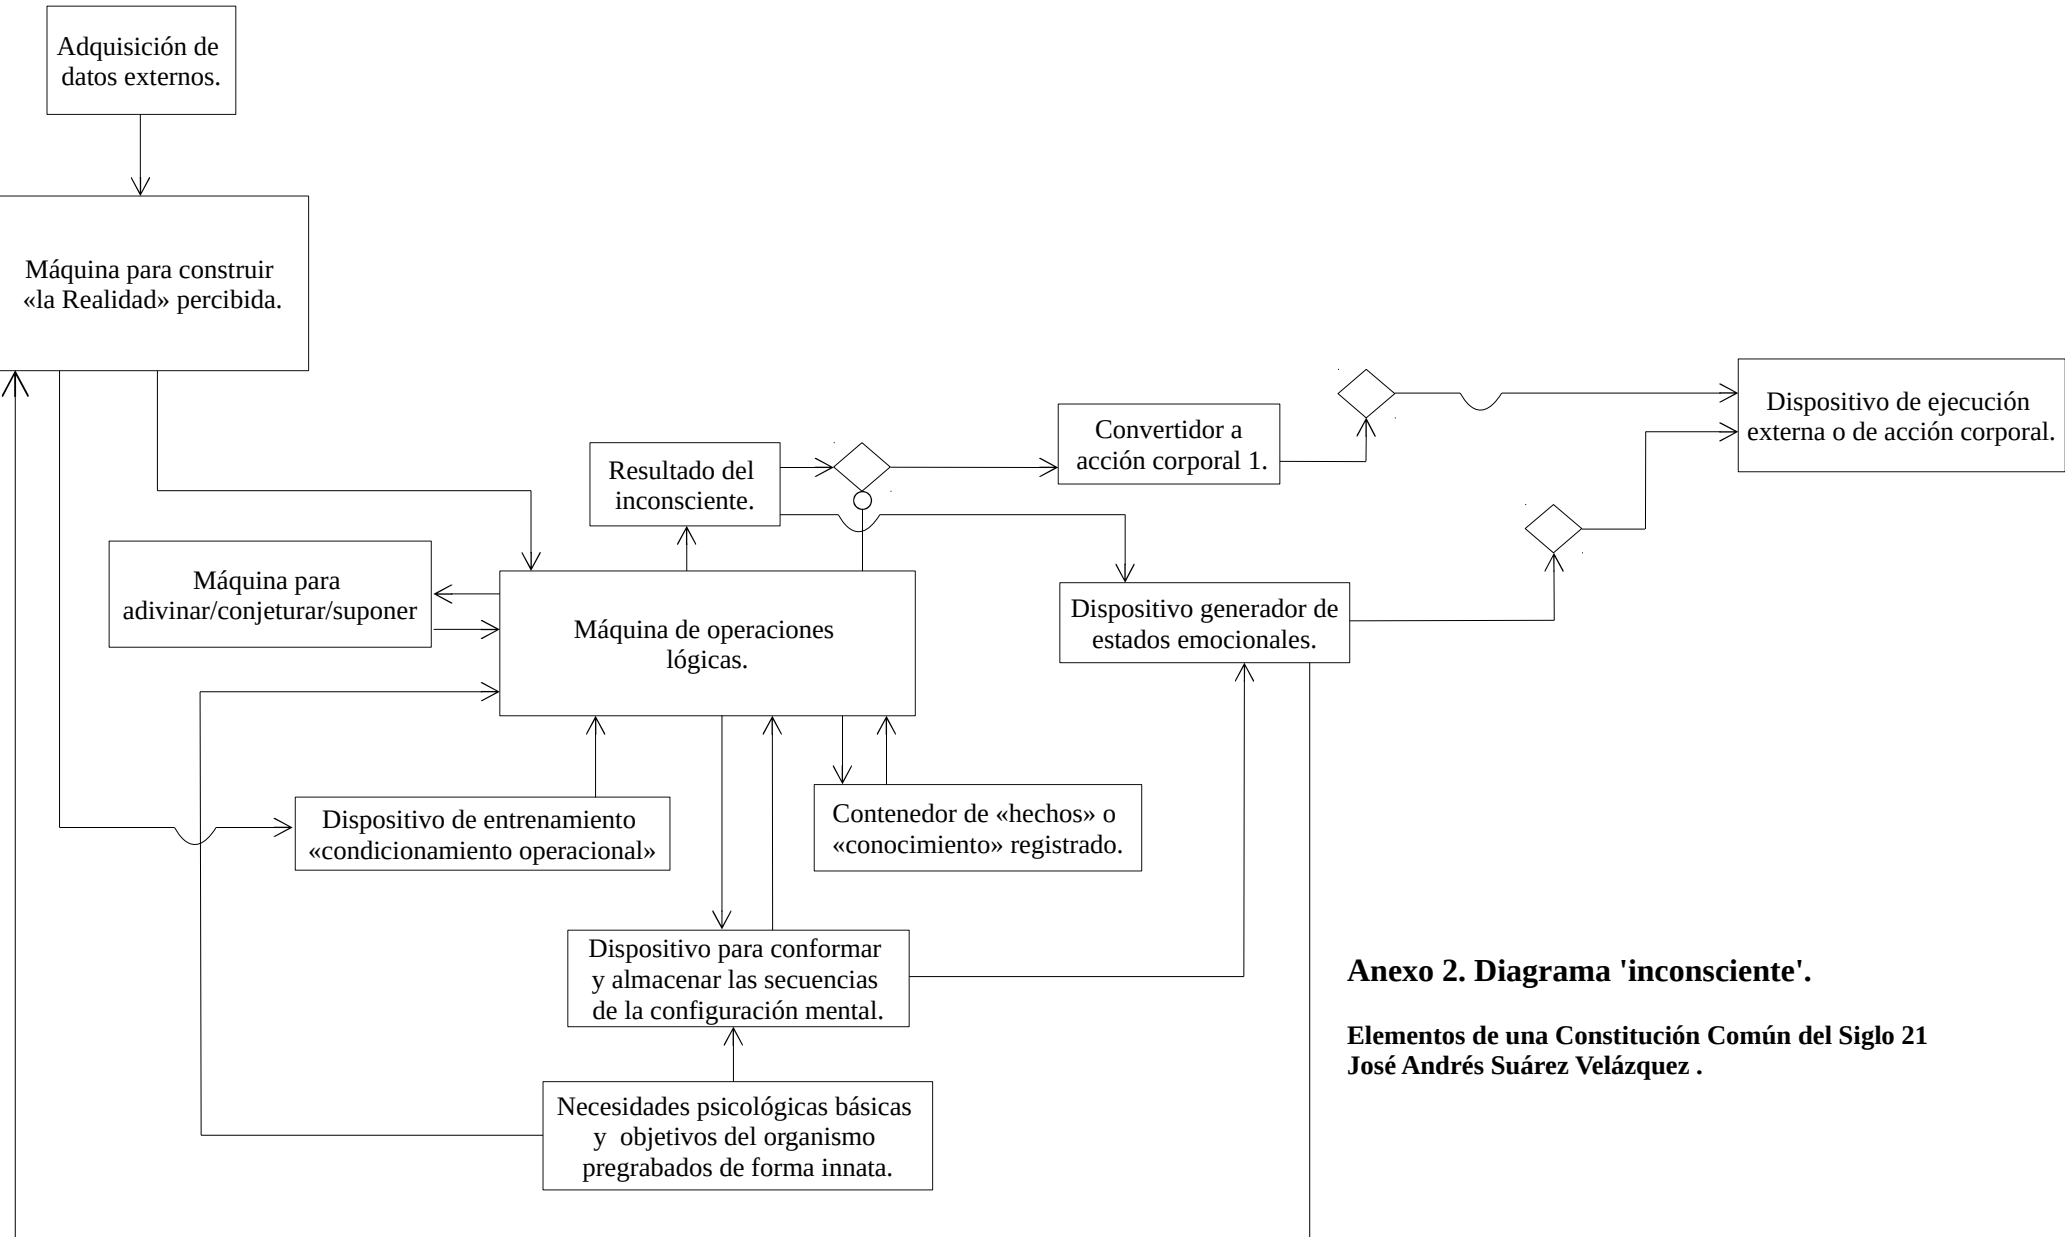 Adquisición de
datos externos.
Máquina para construir
«la Realidad» percibida.
Dispositivo de ejecución
externa o de acción corporal.
Convertidor a
acción corporal 1.
Resultado del
inconsciente.
Máquina para
adivinar/conjeturar/suponer
Máquina de operaciones
lógicas.
Dispositivo generador de
estados emocionales.
Dispositivo de entrenamiento
«condicionamiento operacional»
Contenedor de «hechos» o
«conocimiento» registrado.
Dispositivo para conformar
y almacenar las secuencias
de la configuración mental.
Necesidades psicológicas básicas
y objetivos del organismo
pregrabados de forma innata.
Anexo 2. Diagrama 'inconsciente'.
Elementos de una Constitución Común del Siglo 21
José Andrés Suárez Velázquez .